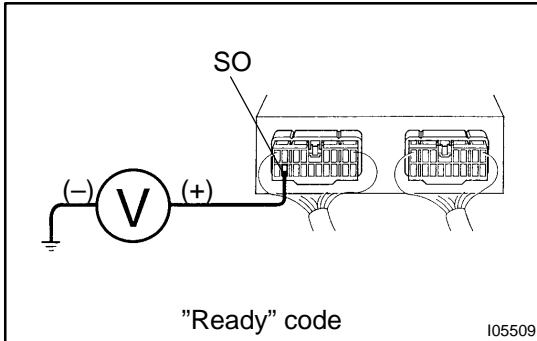 SO
(−) V (+)
”Ready” code
I05509